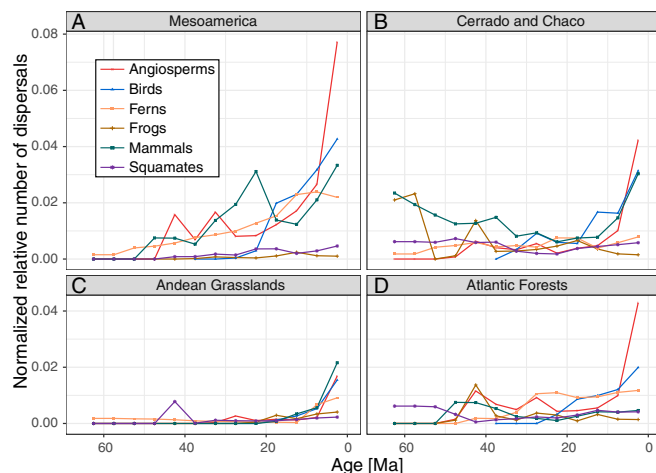 A Mesoamerica
B Cerrado and Chaco
0.08
0.06
0.04
0.02
0.00
Angiosperms
Birds
Ferns
Frogs
Mammals
Squamates
Normalized relative number of dispersals
C Andean Grasslands
D Atlantic Forests
0.04
0.02
0.00
60 40 20 0
60 40 20 0
Age [Ma]